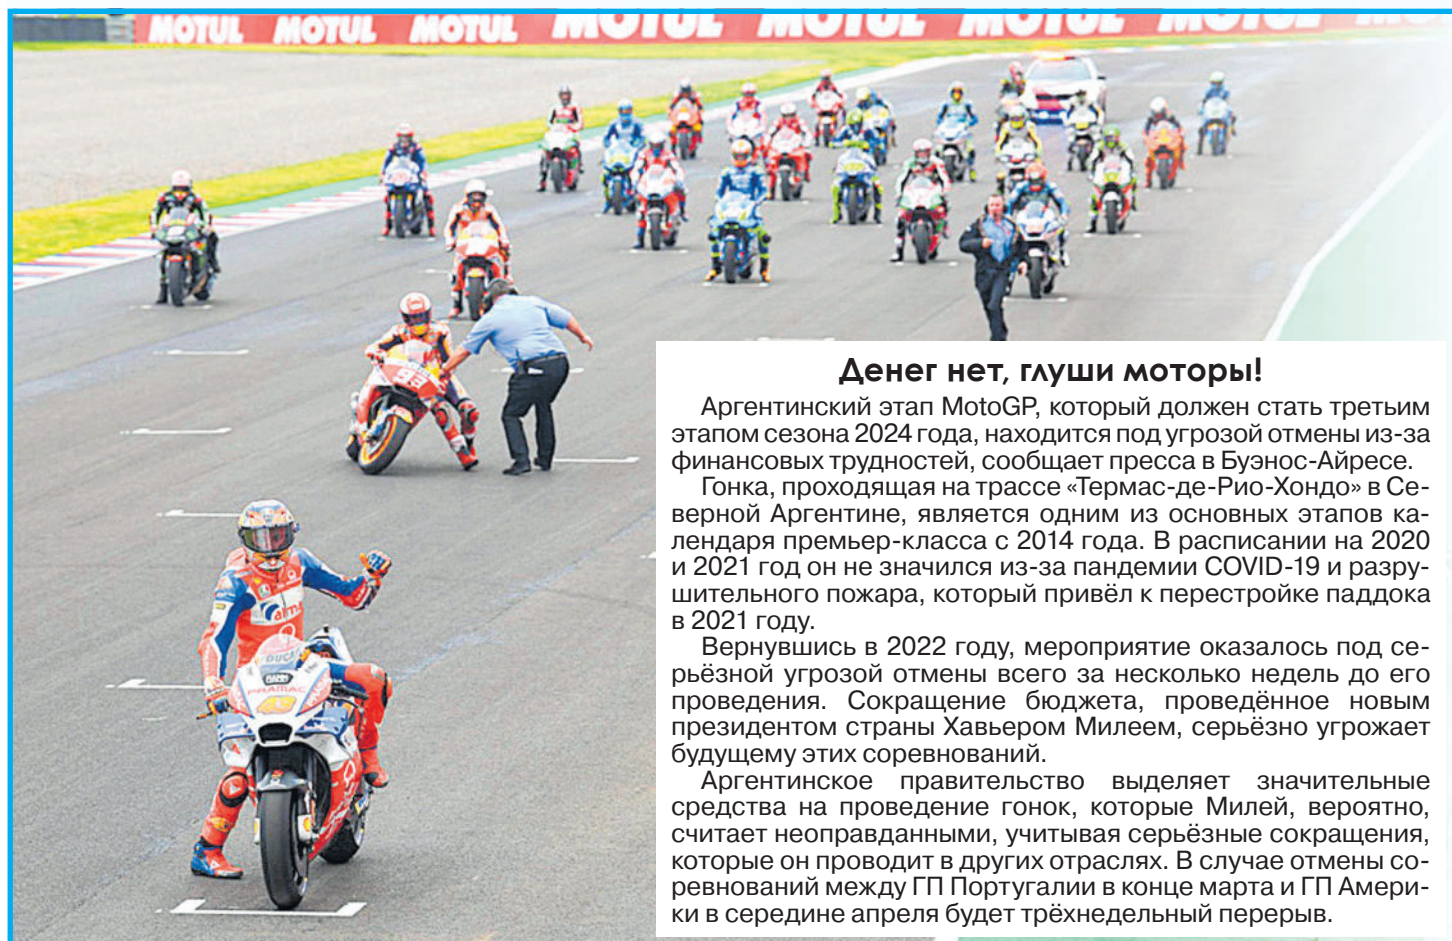 MOTUL MOTUL MOTUL MOTUL MOTUL MOTUL
93
DUCATI
PRAMAC
43
Денег нет, глуши моторы!
Аргентинский этап MotoGP, который должен стать третьим
этапом сезона 2024 года, находится под угрозой отмены из-за
финансовых трудностей, сообщает пресса в Буэнос-Айресе.
Гонка, проходящая на трассе «Термас-де-Рио-Хондо» в Се-
верной Аргентине, является одним из основных этапов ка-
лендаря премьер-класса с 2014 года. В расписании на 2020
и 2021 год он не значился из-за пандемии COVID-19 и разру-
шительного пожара, который привёл к перестройке паддока
в 2021 году.
Вернувшись в 2022 году, мероприятие оказалось под се-
рьёзной угрозой отмены всего за несколько недель до его
проведения. Сокращение бюджета, проведённое новым
президентом страны Хавьером Милеем, серьёзно угрожает
будущему этих соревнований.
Аргентинское правительство выделяет значительные
средства на проведение гонок, которые Милей, вероятно,
считает неоправданными, учитывая серьёзные сокращения,
которые он проводит в других отраслях. В случае отмены со-
ревнований между ГП Португалии в конце марта и ГП Амери-
ки в середине апреля будет трёхнедельный перерыв.